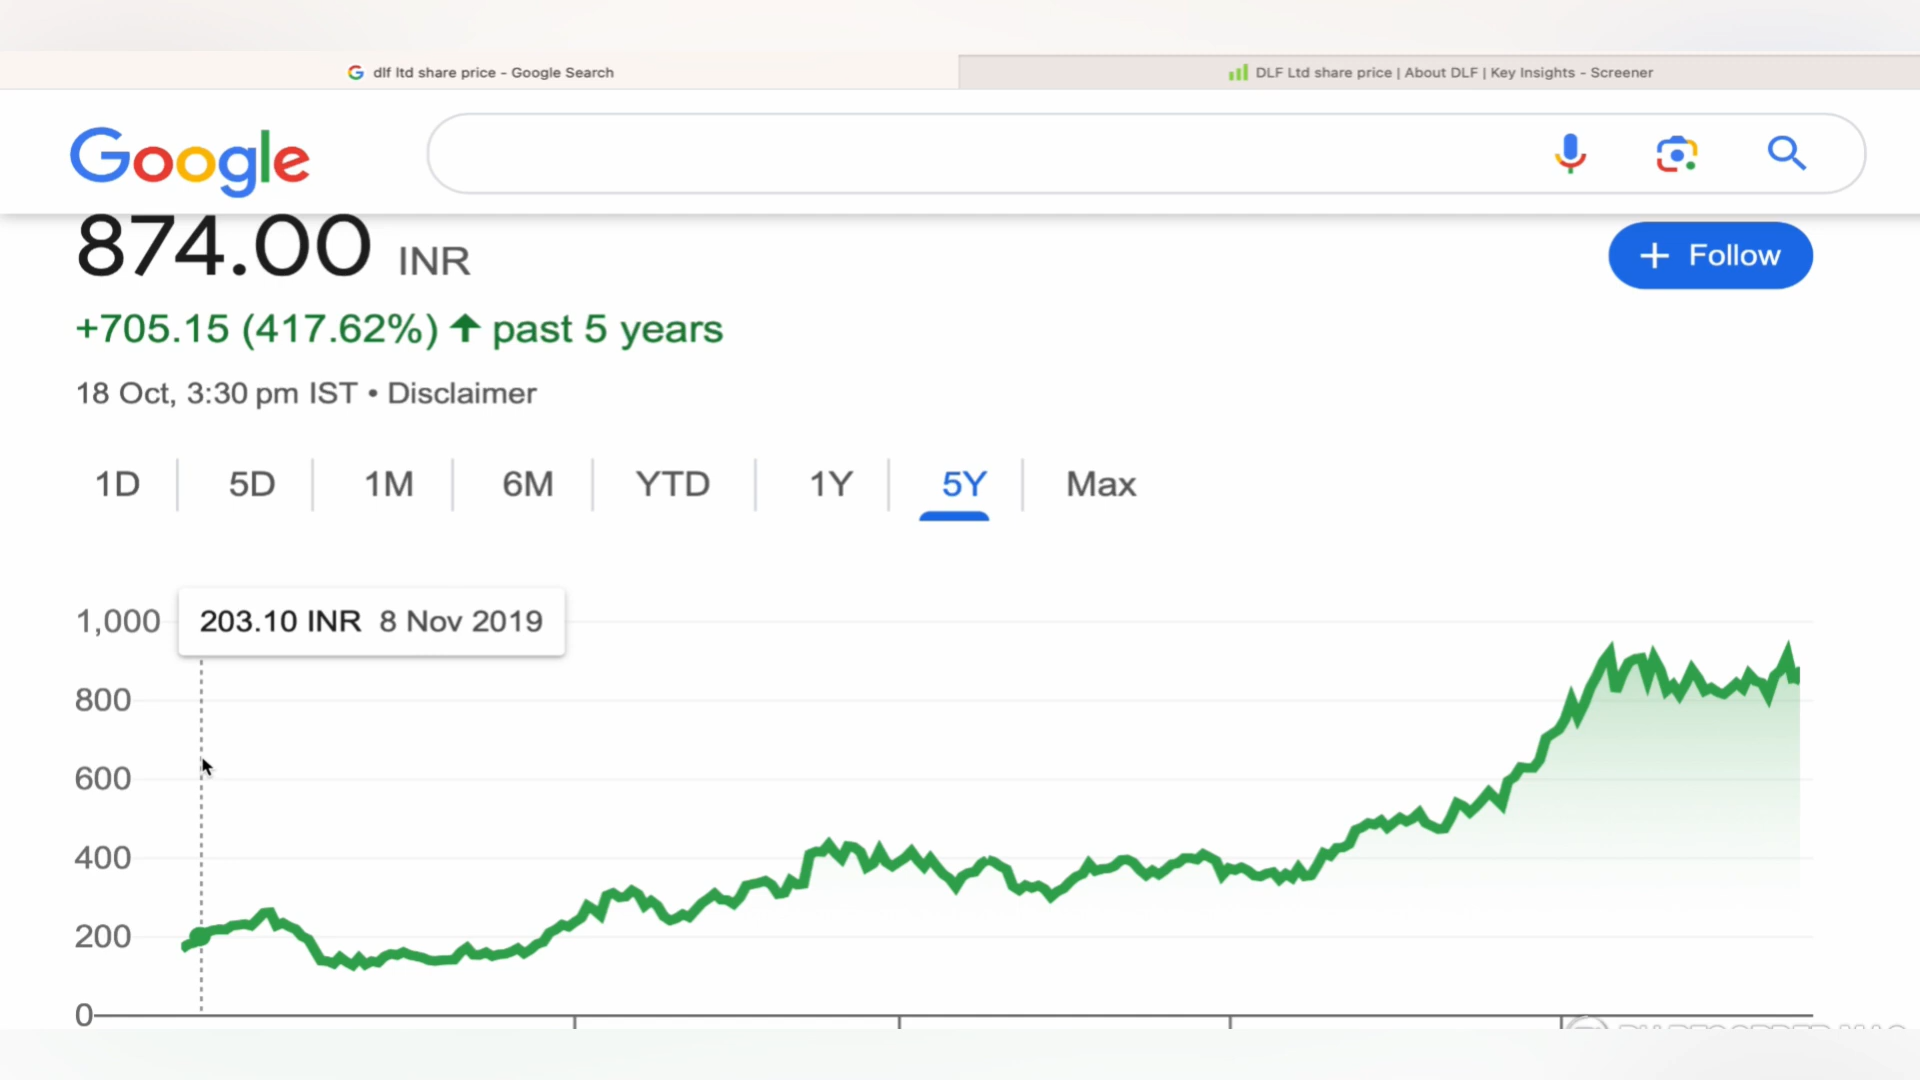 dlf ltd share price - Google Search
DLF Ltd share price | About DLF | Key Insights - Screener
Google
874.00 INR
+ Follow
+705.15 (417.62%) ↑ past 5 years
18 Oct, 3:30 pm IST • Disclaimer
1D 5D 1M 6M YTD 1Y 5Y Max
1,000
203.10 INR 8 Nov 2019
800
600
400
200
0